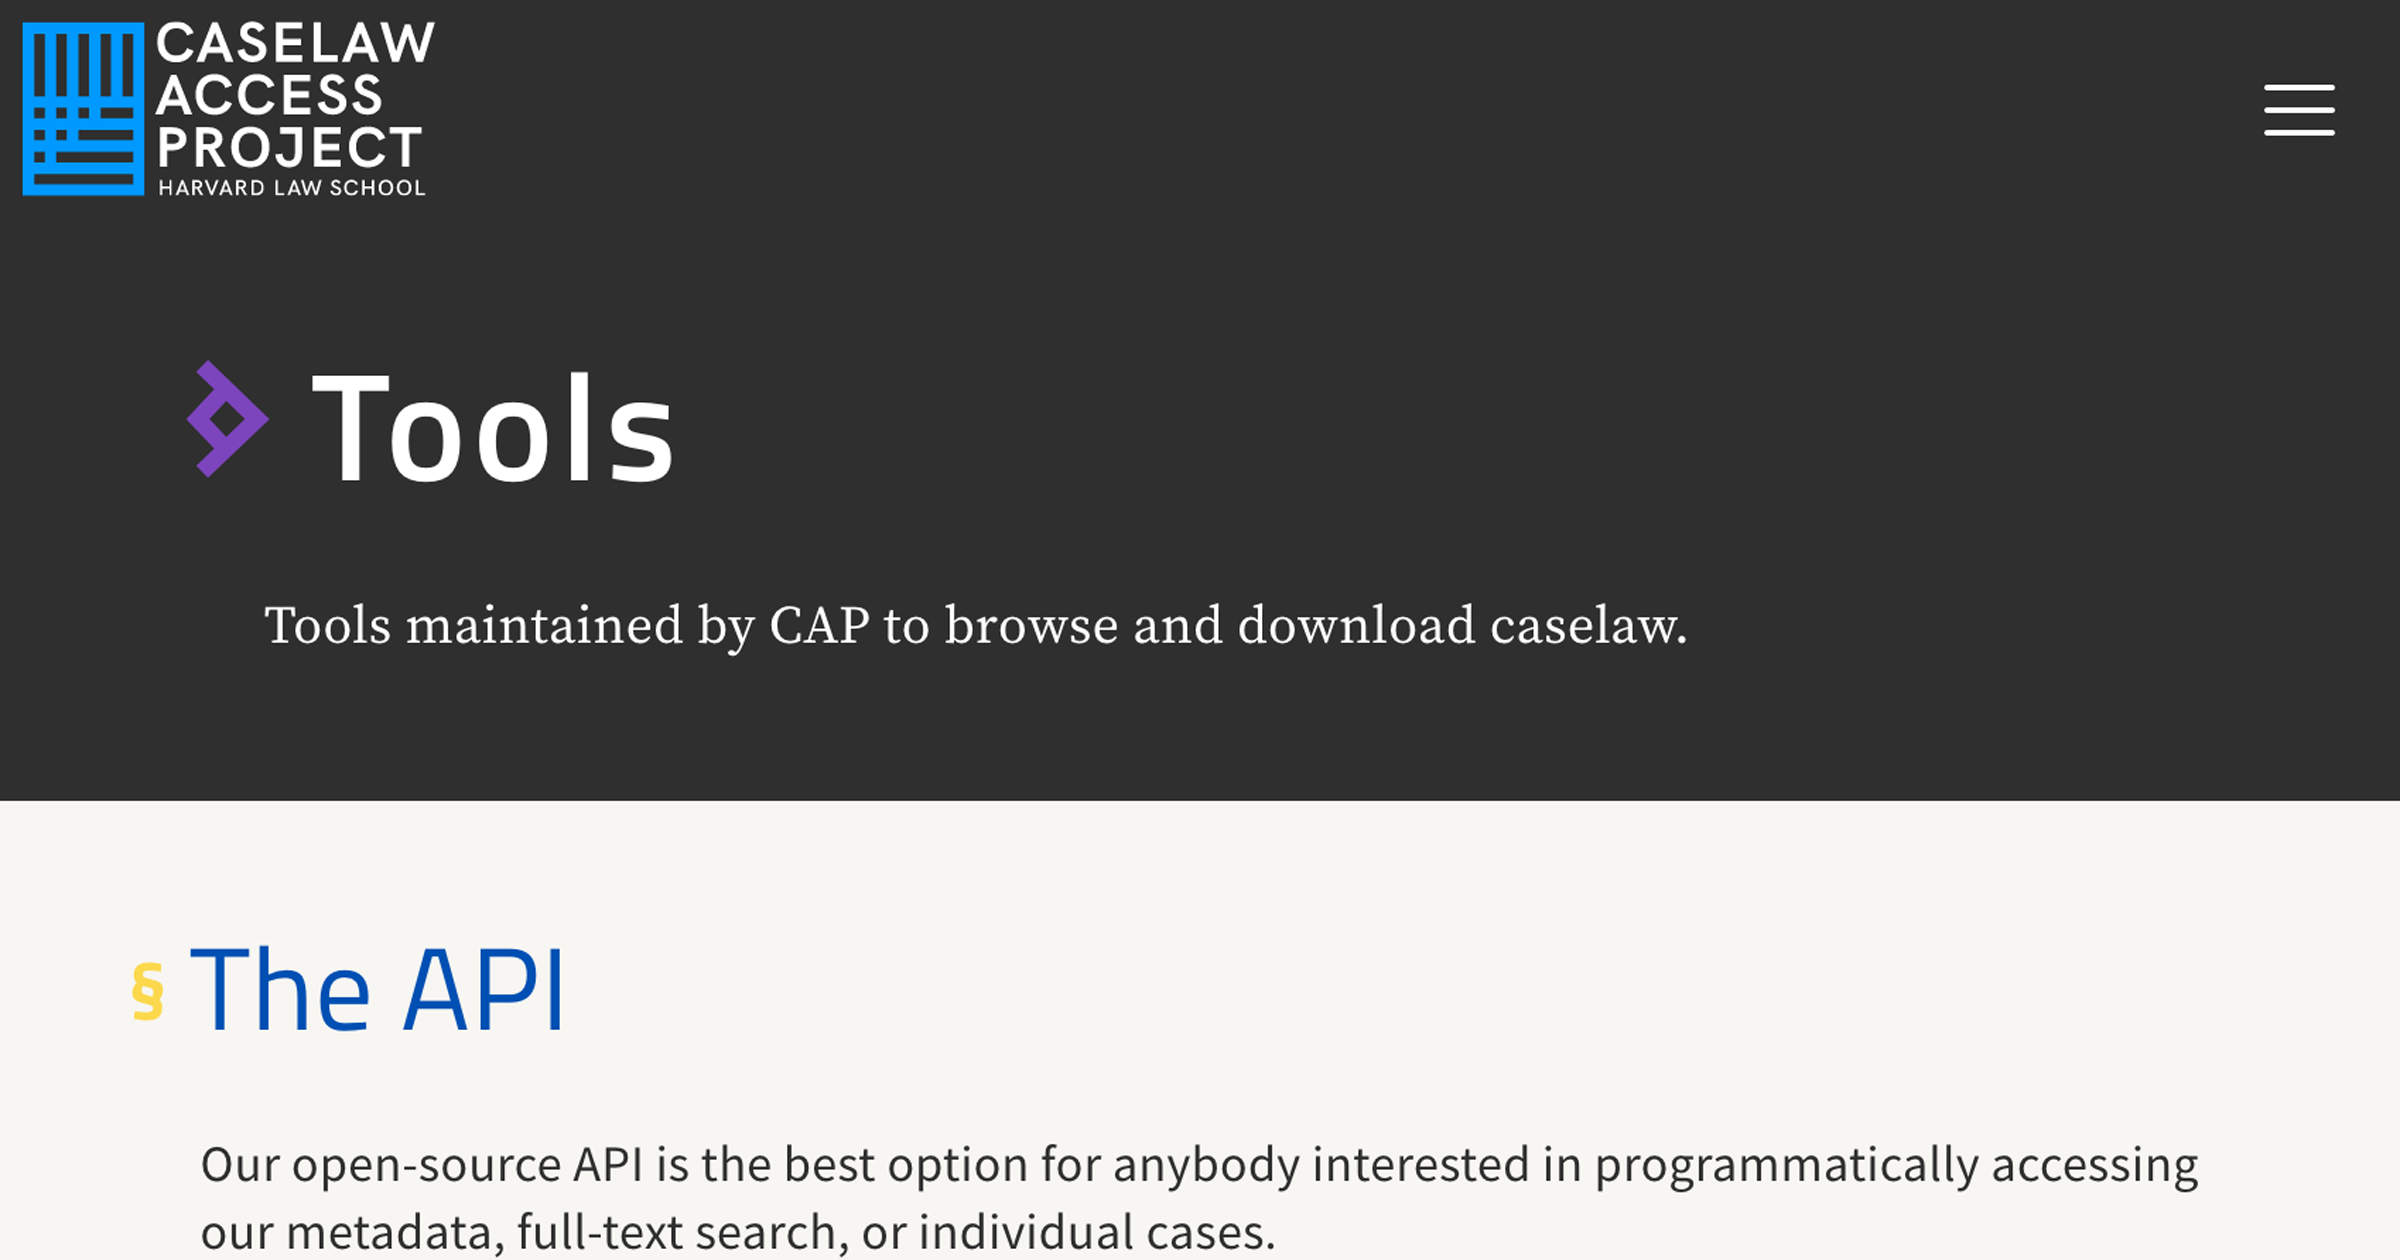 CASELAW
ACCESS
PROJECT
HARVARD LAW SCHOOL
Tools
Tools maintained by CAP to browse and download caselaw.
§ The API
Our open-source API is the best option for anybody interested in programmatically accessing
our metadata, full-text search, or individual cases.